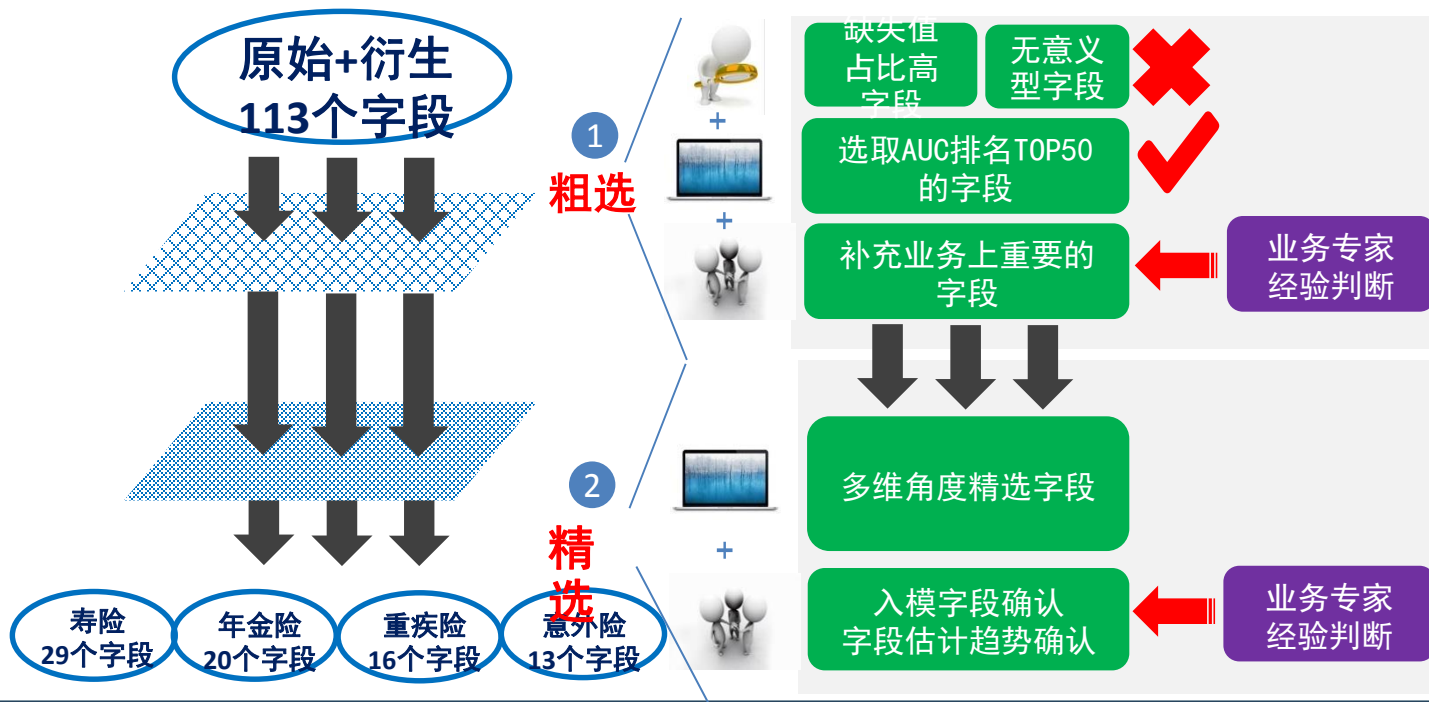 原始+衍生
113个字段
1
粗选
+
+
缺失值
占比高
字段
无意义
型字段
选取AUC排名TOP50
的字段
补充业务上重要的
字段
业务专家
经验判断
2
精
选
+
多维角度精选字段
入模字段确认
字段估计趋势确认
业务专家
经验判断
寿险
29个字段
年金险
20个字段
重疾险
16个字段
意外险
13个字段